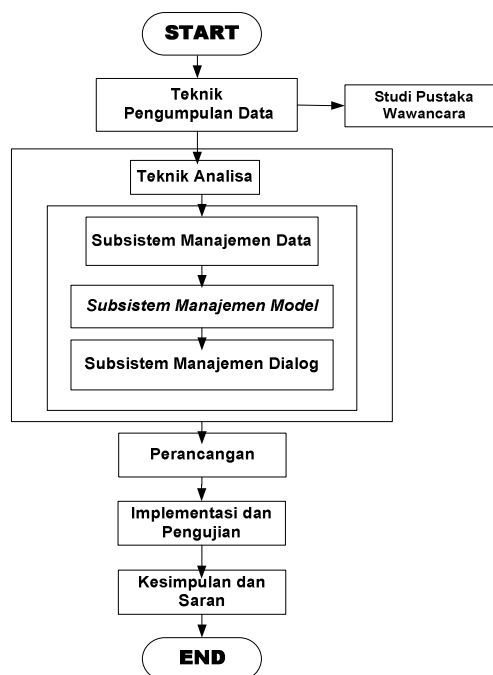 START
Teknik
Pengumpulan Data
Studi Pustaka
Wawancara
Teknik Analisa
Subsistem Manajemen Data
Subsistem Manajemen Model
Subsistem Manajemen Dialog
Perancangan
Implementasi dan
Pengujian
Kesimpulan dan
Saran
END